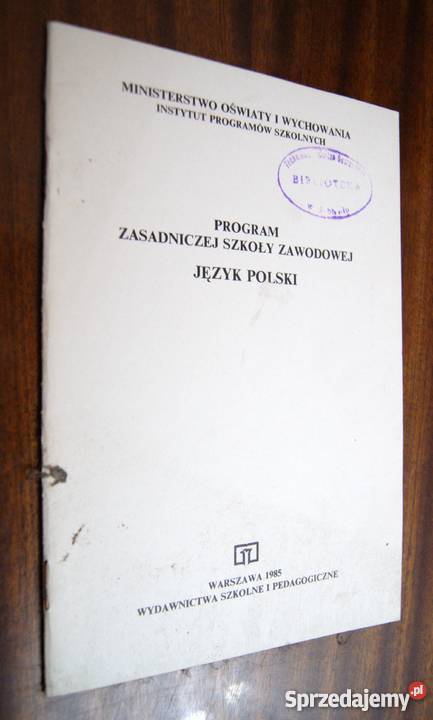 MINISTERSTWO OŚWIATY I WYCHOWANIA
INSTYTUT PROGRAMÓW SZKOLNYCH
BIBLIOTEKA
PROGRAM
ZASADNICZEJ SZKOŁY ZAWODOWEJ
JĘZYK POLSKI
WARSZAWA 1985
WYDAWNICTWA SZKOLNE I PEDAGOGICZNE
Sprzedajemy.pl